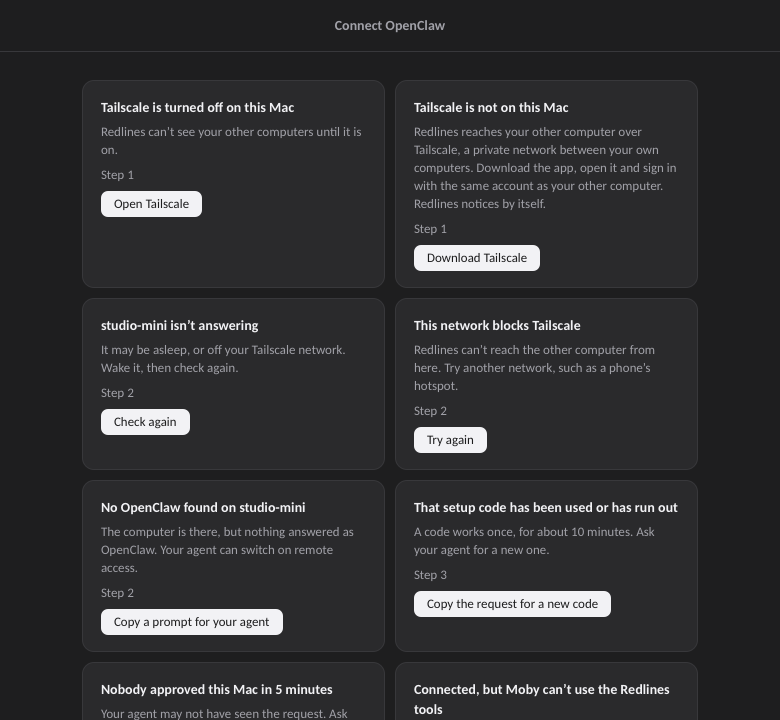 Connect OpenClaw
Tailscale is turned off on this Mac
Redlines can’t see your other computers until it is
on.
Step 1
Open Tailscale
Tailscale is not on this Mac
Redlines reaches your other computer over
Tailscale, a private network between your own
computers. Download the app, open it and sign in
with the same account as your other computer.
Redlines notices by itself.
Step 1
Download Tailscale
studio-mini isn’t answering
It may be asleep, or off your Tailscale network.
Wake it, then check again.
Step 2
Check again
This network blocks Tailscale
Redlines can’t reach the other computer from
here. Try another network, such as a phone’s
hotspot.
Step 2
Try again
No OpenClaw found on studio-mini
The computer is there, but nothing answered as
OpenClaw. Your agent can switch on remote
access.
Step 2
Copy a prompt for your agent
That setup code has been used or has run out
A code works once, for about 10 minutes. Ask
your agent for a new one.
Step 3
Copy the request for a new code
Nobody approved this Mac in 5 minutes
Your agent may not have seen the request. Ask
Connected, but Moby can’t use the Redlines
tools